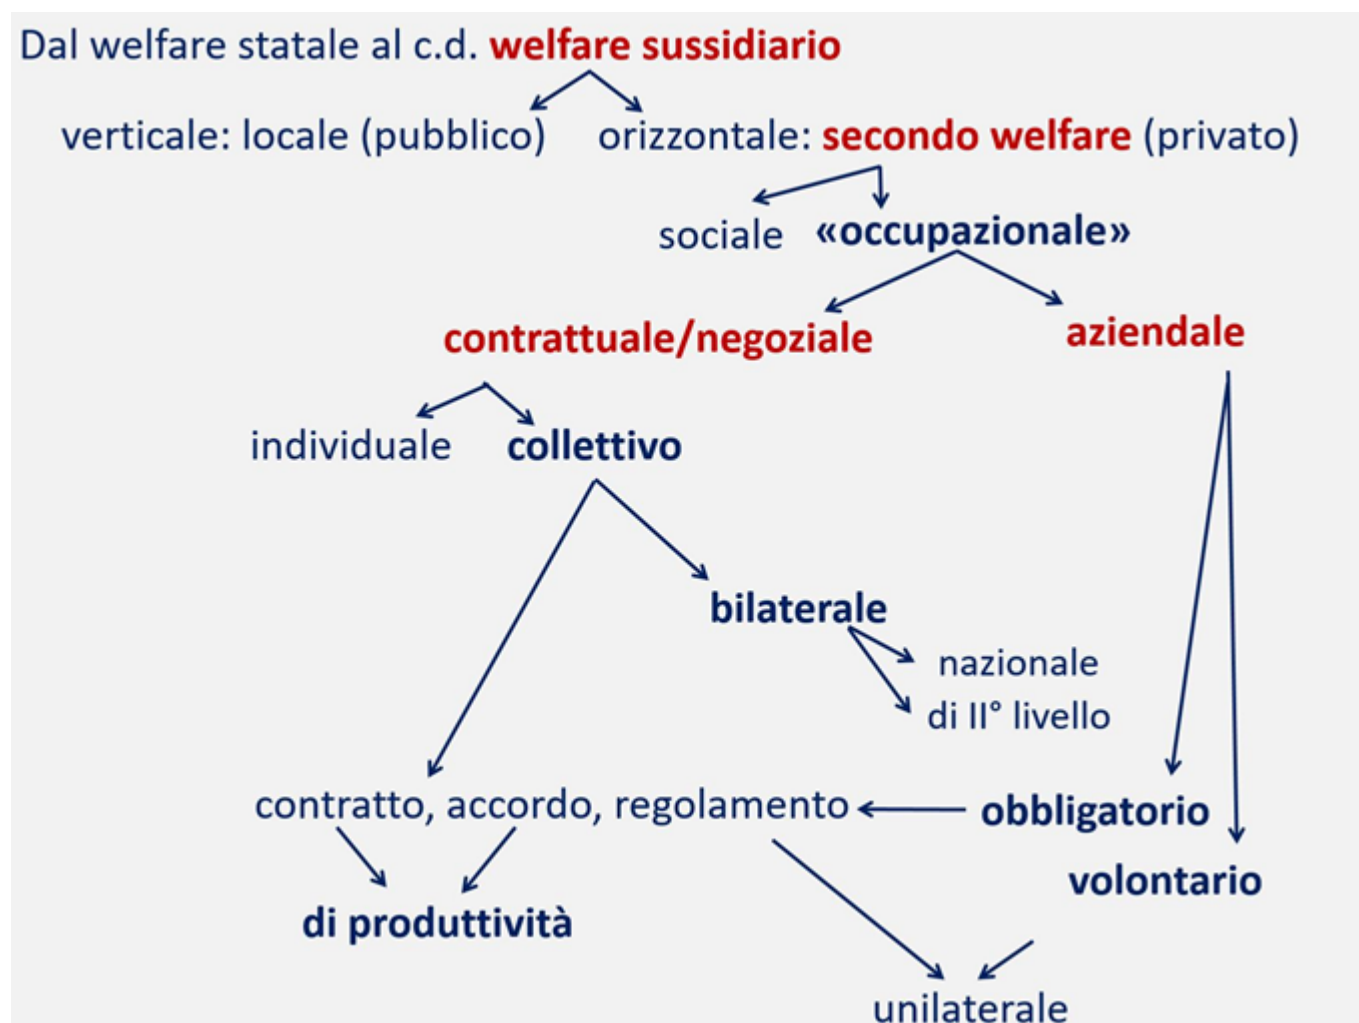 Dal welfare statale al c.d. welfare sussidiario
verticale: locale (pubblico) orizzontale: secondo welfare (privato)
sociale «occupazionale»
contrattuale/negoziale aziendale
individuale collettivo
bilaterale
nazionale
di II° livello
contratto, accordo, regolamento obbligatorio
volontario
di produttività
unilaterale